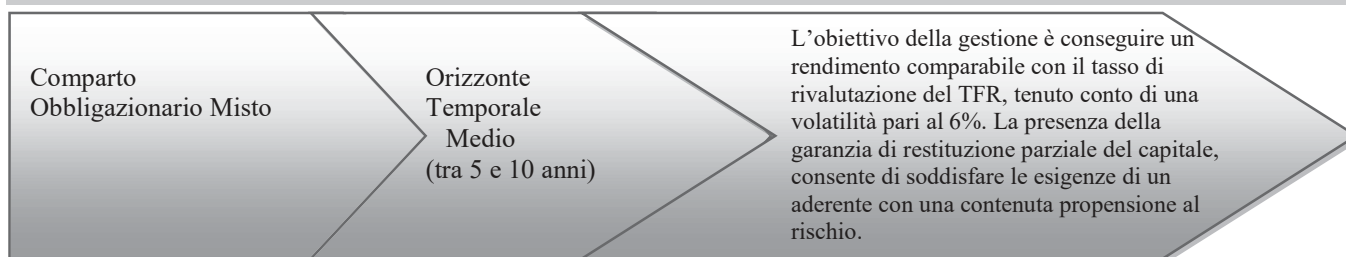 Comparto
Obbligazionario Misto
Orizzonte
Temporale
Medio
(tra 5 e 10 anni)
L’obiettivo della gestione è conseguire un
rendimento comparabile con il tasso di
rivalutazione del TFR, tenuto conto di una
volatilità pari al 6%. La presenza della
garanzia di restituzione parziale del capitale,
consente di soddisfare le esigenze di un
aderente con una contenuta propensione al
rischio.